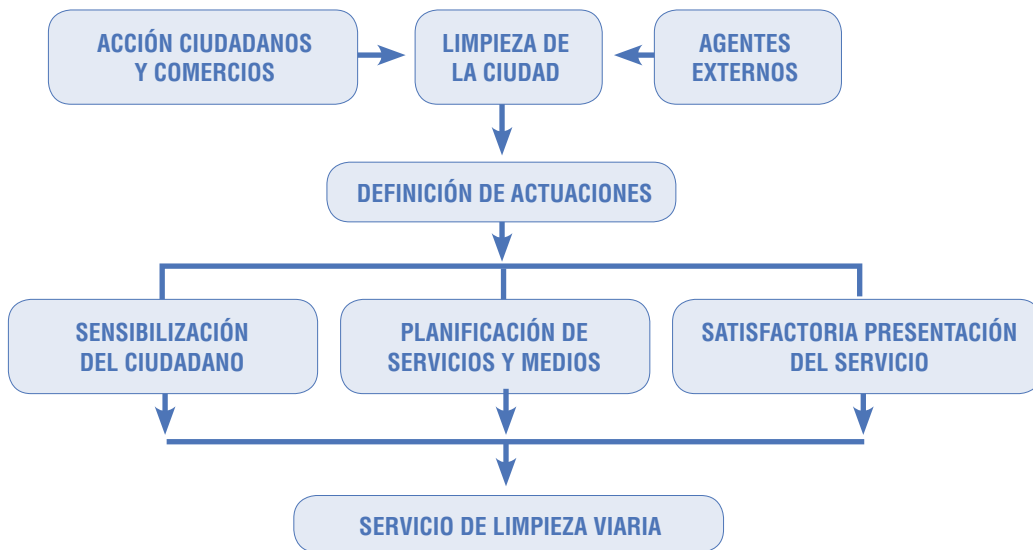 ACCIÓN CIUDADANOS
Y COMERCIOS
LIMPIEZA DE
LA CIUDAD
AGENTES
EXTERNOS
DEFINICIÓN DE ACTUACIONES
SENSIBILIZACIÓN
DEL CIUDADANO
PLANIFICACIÓN DE
SERVICIOS Y MEDIOS
SATISFACTORIA PRESENTACIÓN
DEL SERVICIO
SERVICIO DE LIMPIEZA VIARIA